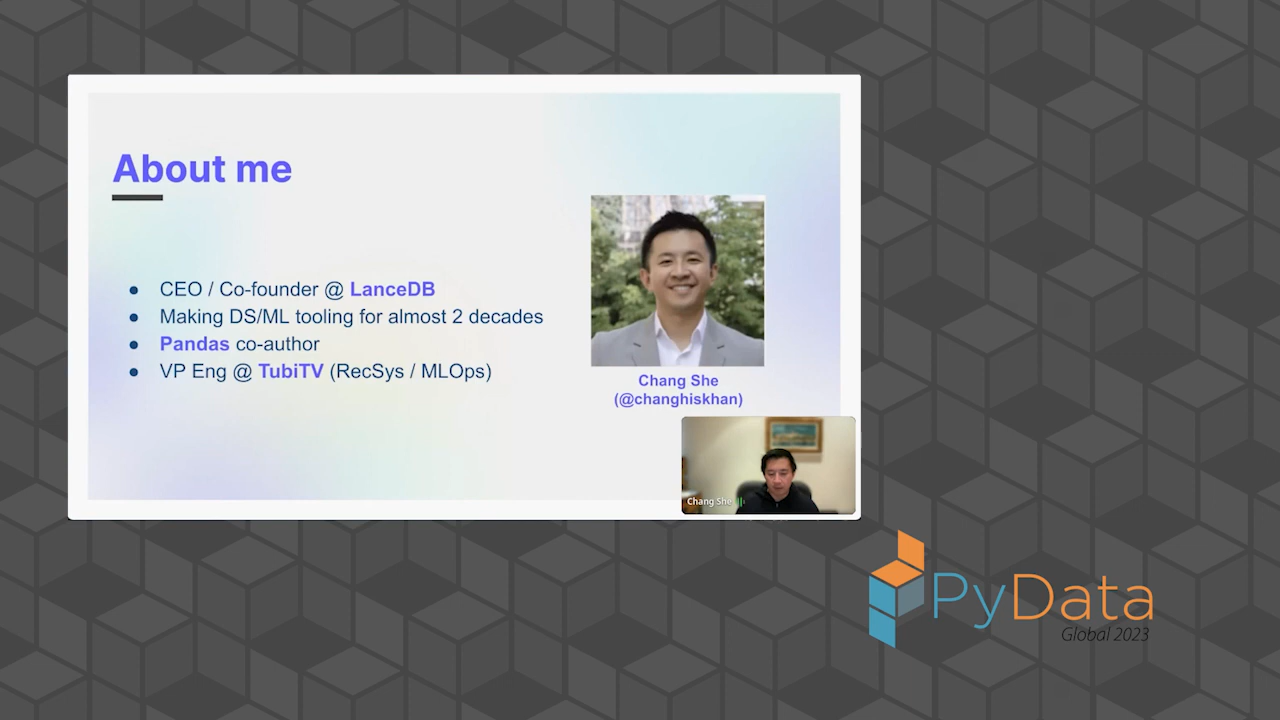 About me
● CEO / Co-founder @ LanceDB
● Making DS/ML tooling for almost 2 decades
● Pandas co-author
● VP Eng @ TubiTV (RecSys / MLOps)
Chang She
(@changhiskhan)
Chang She
PyData
Global 2023